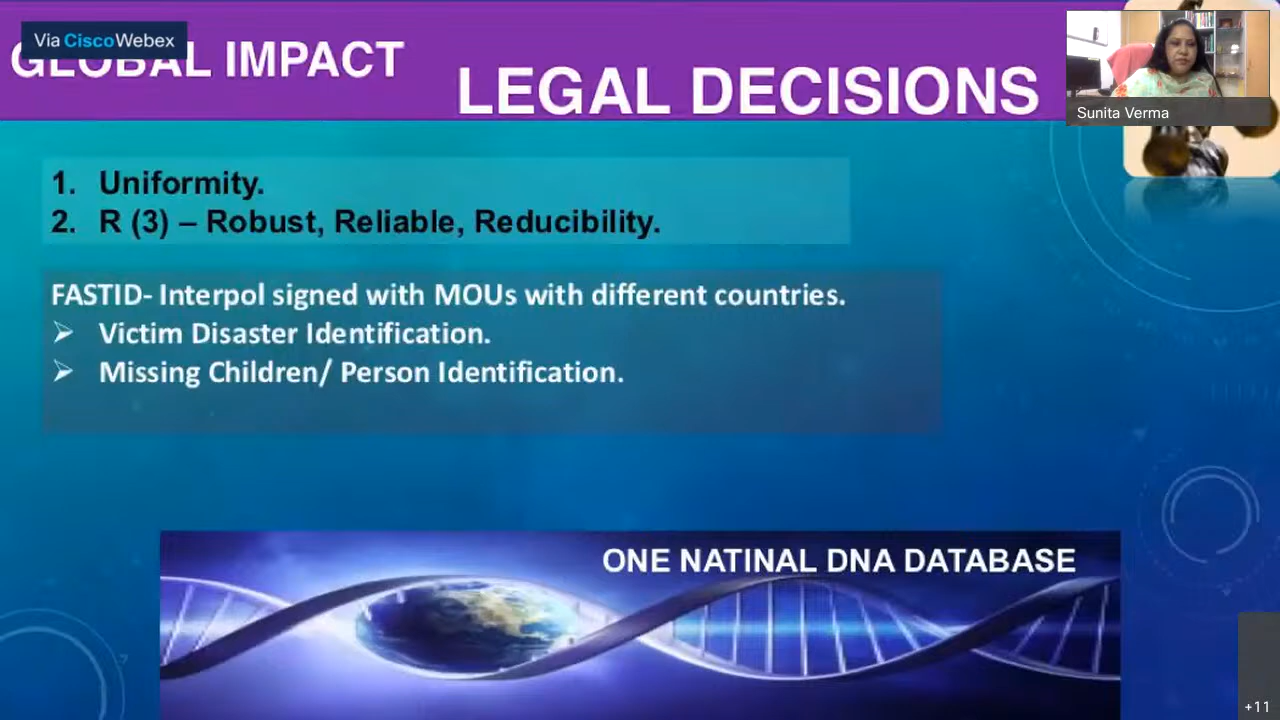 Via CiscoWebex
GLOBAL IMPACT
LEGAL DECISIONS
Sunita Verma
1. Uniformity.
2. R (3) – Robust, Reliable, Reducibility.
FASTID- Interpol signed with MOUs with different countries.
➢ Victim Disaster Identification.
➢ Missing Children/ Person Identification.
ONE NATINAL DNA DATABASE
+11